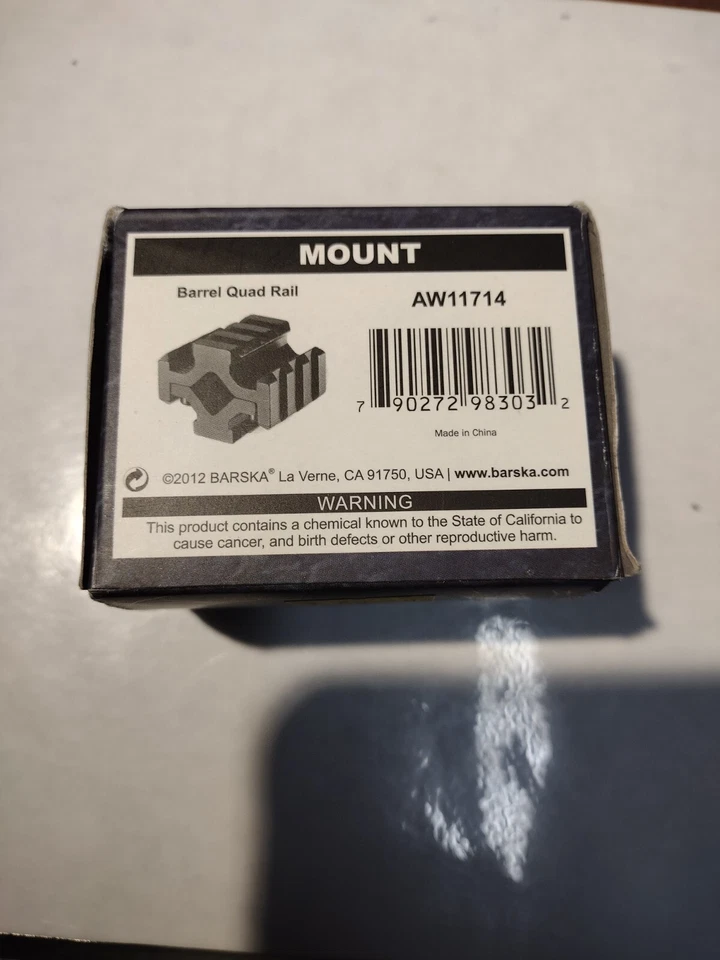 MOUNT
Barrel Quad Rail
AW11714
7 90272 98303 2
Made in China
©2012 BARSKA® La Verne, CA 91750, USA | www.barska.com
WARNING
This product contains a chemical known to the State of California to
cause cancer, and birth defects or other reproductive harm.